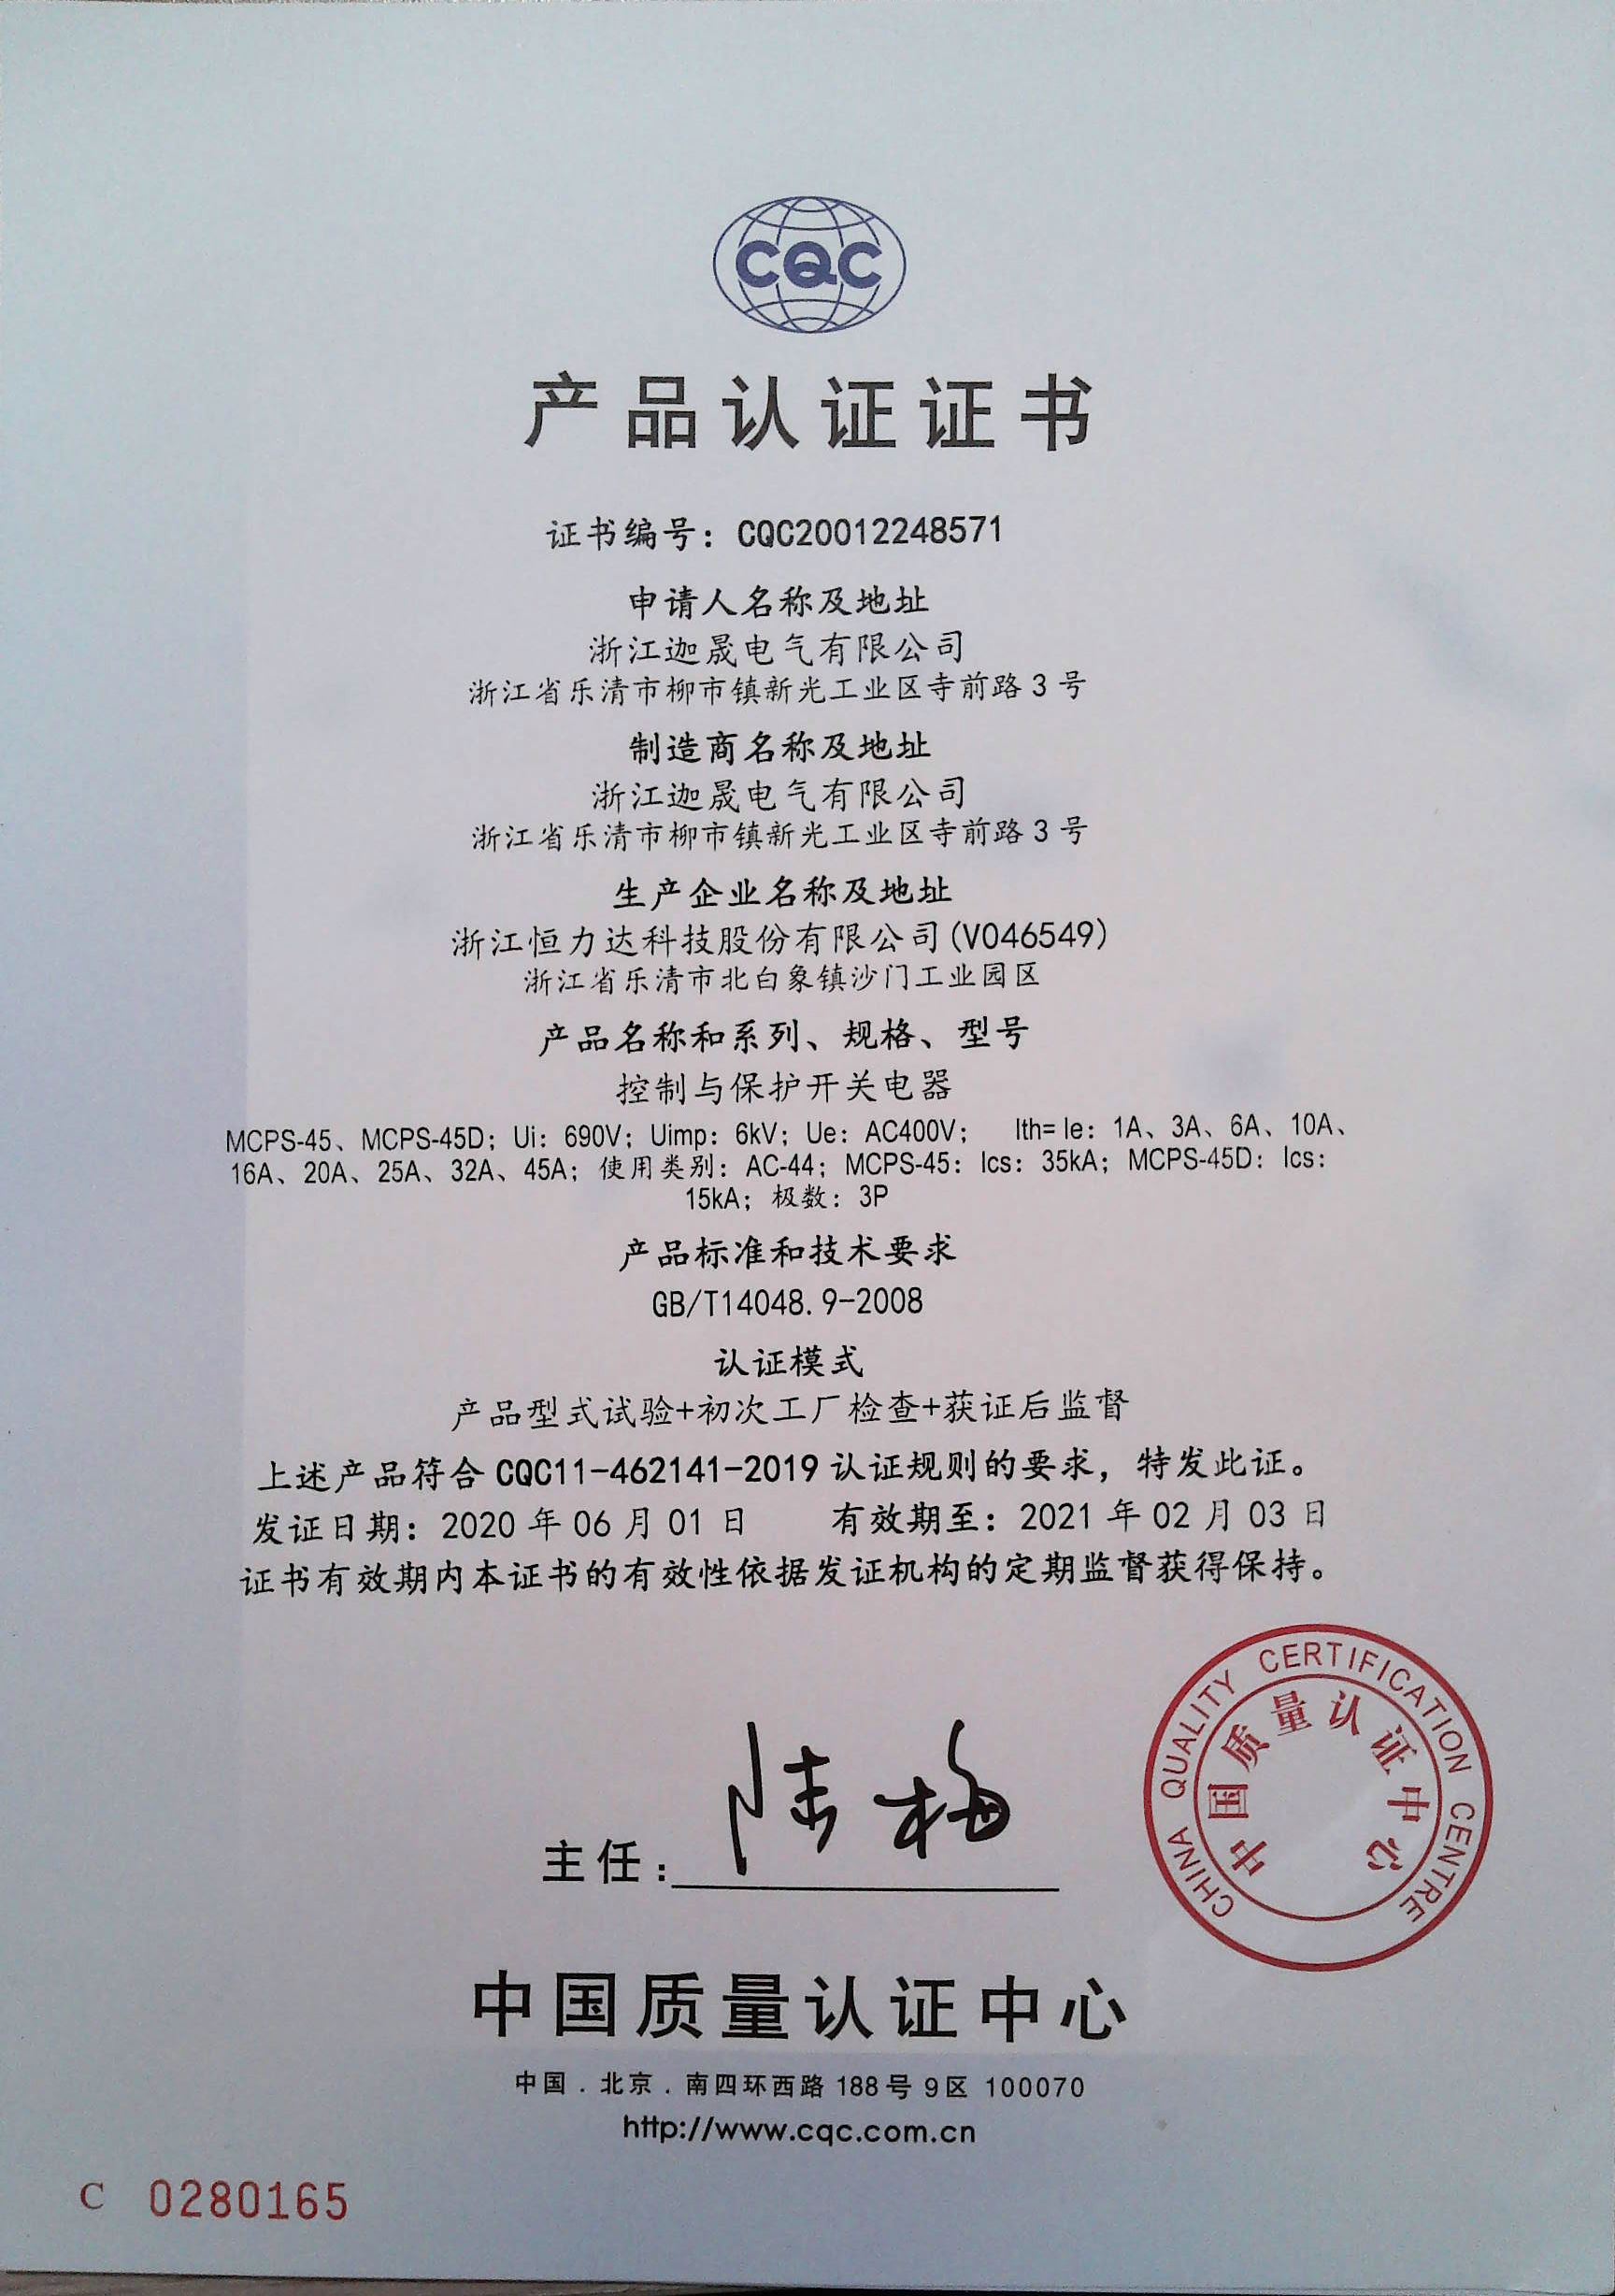 CQC
产品认证证书
证书编号：CQC20012248571
申请人名称及地址
浙江迦晟电气有限公司
浙江省乐清市柳市镇新光工业区寺前路3号
制造商名称及地址
浙江迦晟电气有限公司
浙江省乐清市柳市镇新光工业区寺前路3号
生产企业名称及地址
浙江恒力达科技股份有限公司(V046549)
浙江省乐清市北白象镇沙门工业园区
产品名称和系列、规格、型号
控制与保护开关电器
MCPS-45、MCPS-45D；Ui：690V；Uimp：6kV；Ue：AC400V； Ith= Ie：1A、3A、6A、10A、
16A、20A、25A、32A、45A；使用类别：AC-44；MCPS-45：Ics：35kA；MCPS-45D：Ics：
15kA；极数：3P
产品标准和技术要求
GB/T14048.9-2008
认证模式
产品型式试验+初次工厂检查+获证后监督
上述产品符合CQC11-462141-2019认证规则的要求，特发此证。
发证日期：2020年06月01日 有效期至：2021年02月03日
证书有效期内本证书的有效性依据发证机构的定期监督获得保持。
CHINA QUALITY CERTIFICATION CENTRE
中国质量认证中心
主任：陆梅
中国质量认证中心
中国．北京．南四环西路188号9区 100070
http://www.cqc.com.cn
C 0280165